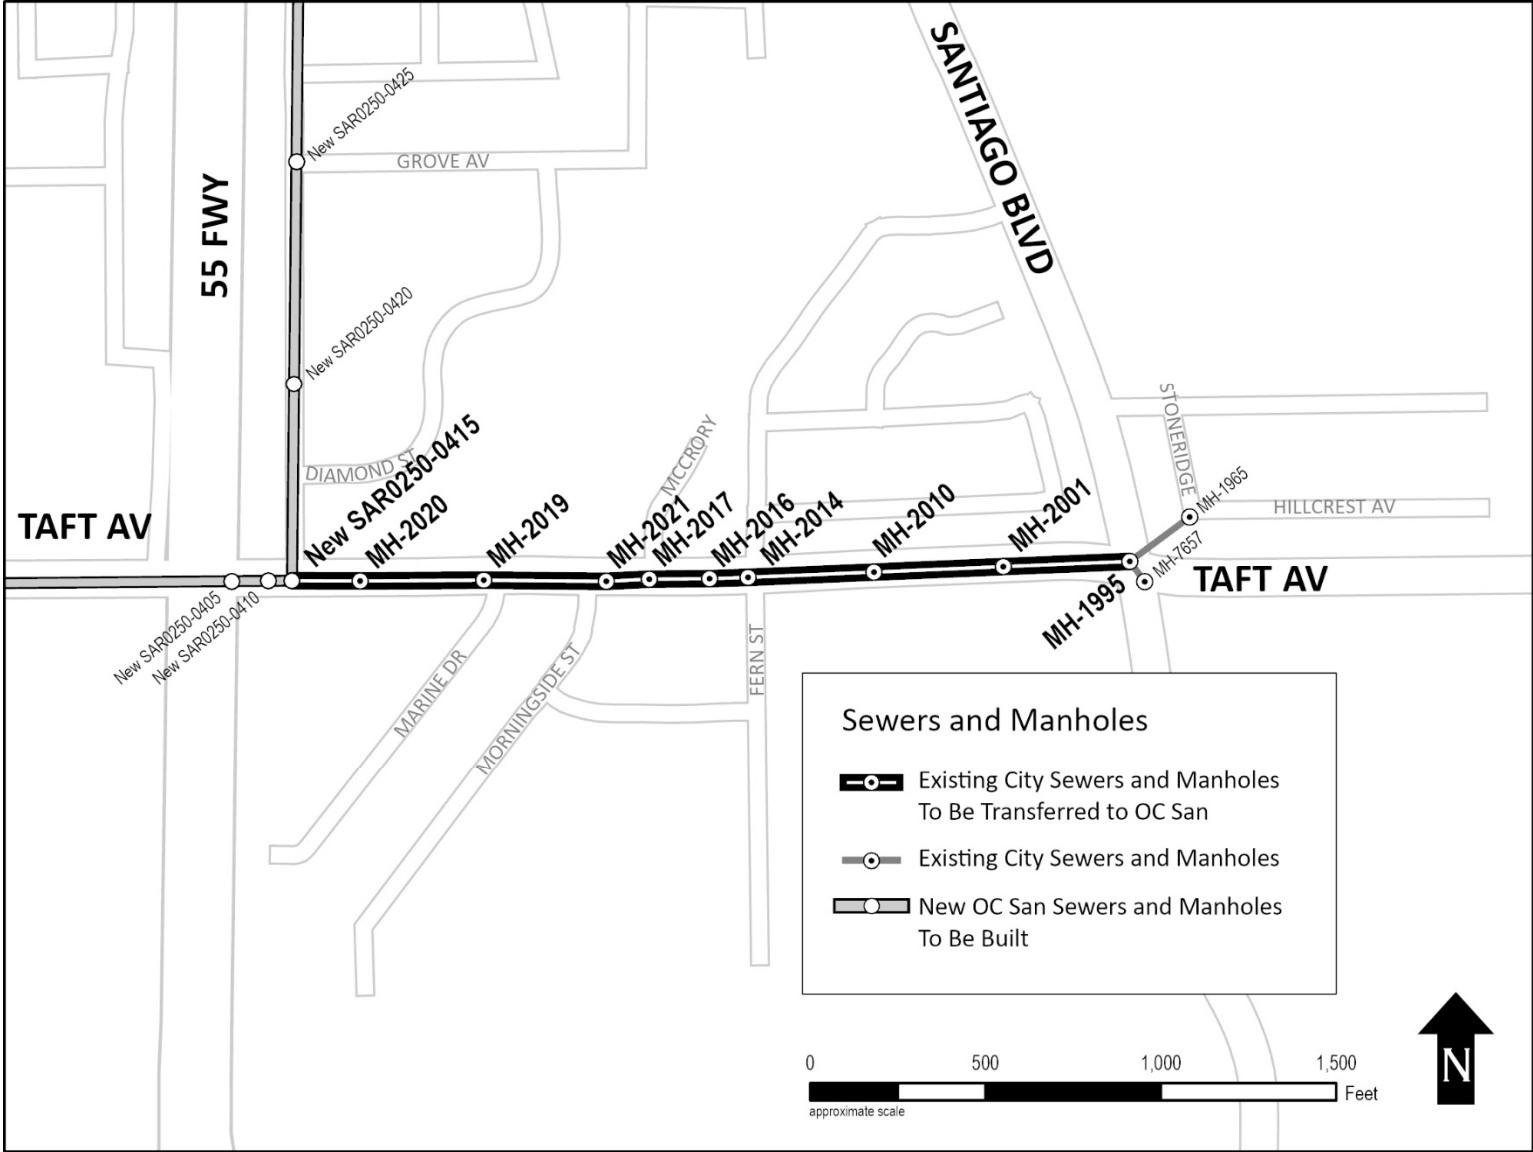 SANTIAGO BLVD
New SAR0250-0425
GROVE AV
55 FWY
New SAR0250-0420
STONERIDGE
DIAMOND ST
New SAR0250-0415
MCCRORY
TAFT AV
MH-2020
MH-2019
MH-2021
MH-2017
MH-2016
MH-2014
MH-2010
MH-2001
MH-1965
HILLCREST AV
MH-7657
TAFT AV
MH-1995
New SAR0250-0405
New SAR0250-0410
MARINE DR
MORNINGSIDE ST
FERN ST
Sewers and Manholes
Existing City Sewers and Manholes
To Be Transferred to OC San
Existing City Sewers and Manholes
New OC San Sewers and Manholes
To Be Built
0 500 1,000 1,500
Feet
approximate scale
N